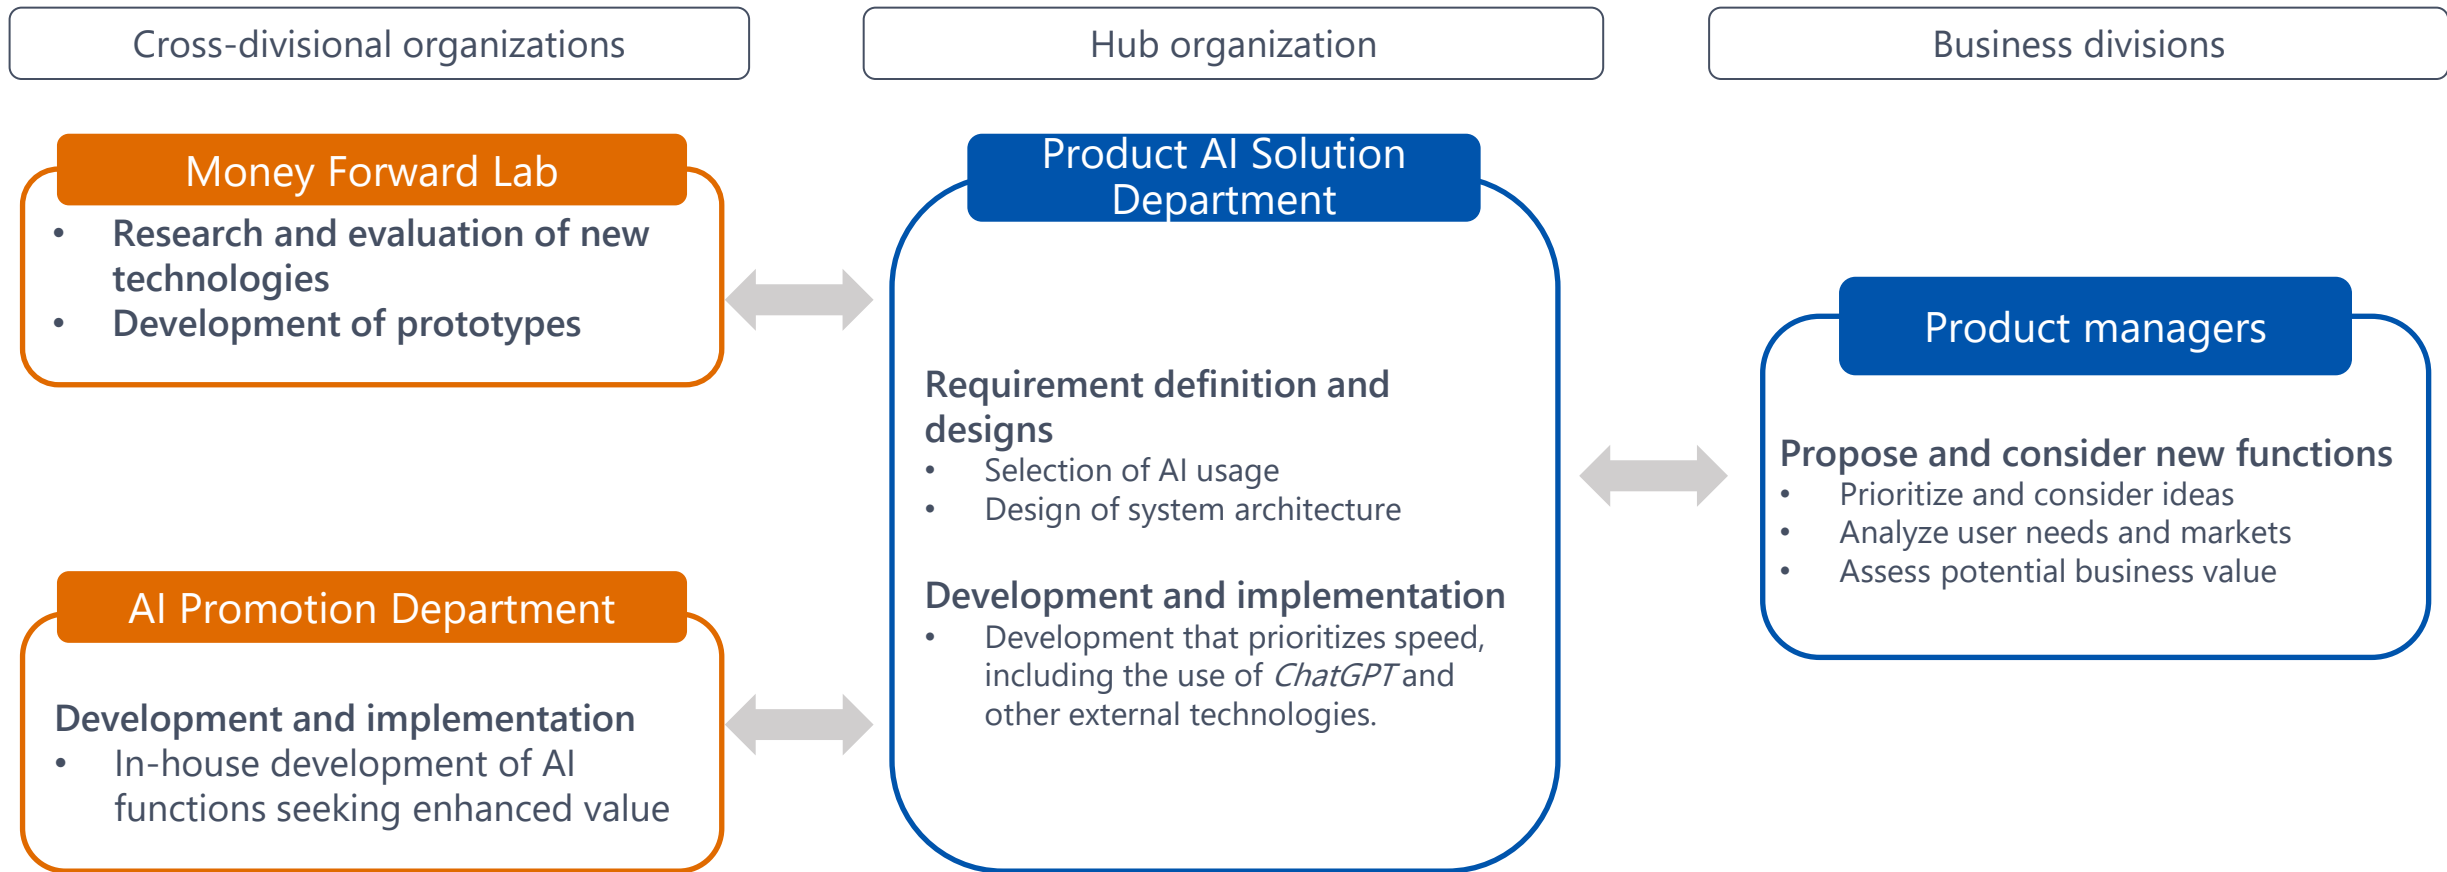 Cross-divisional organizations
Hub organization
Business divisions
Money Forward Lab
• Research and evaluation of new
technologies
• Development of prototypes
AI Promotion Department
Development and implementation
• In-house development of AI
functions seeking enhanced value
Product AI Solution
Department
Requirement definition and
designs
• Selection of AI usage
• Design of system architecture
Development and implementation
• Development that prioritizes speed,
including the use of ChatGPT and
other external technologies.
Product managers
Propose and consider new functions
• Prioritize and consider ideas
• Analyze user needs and markets
• Assess potential business value